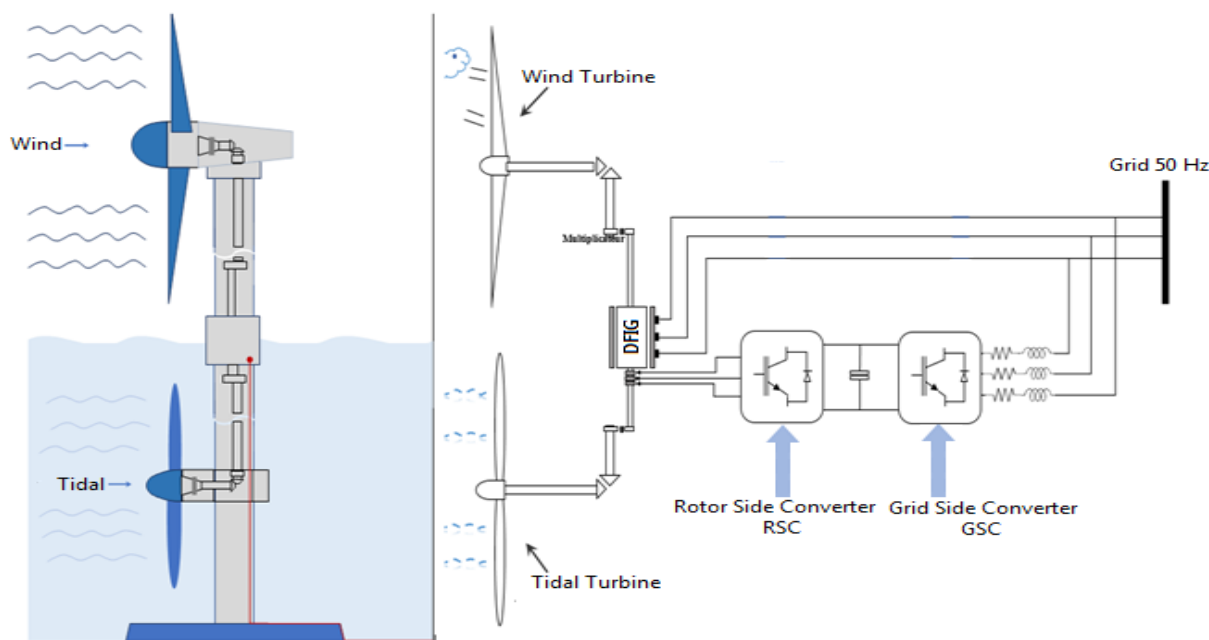 Wind
Tidal
Wind Turbine
Multiplicateur
DFIG
Grid 50 Hz
Rotor Side Converter
RSC
Grid Side Converter
GSC
Tidal Turbine